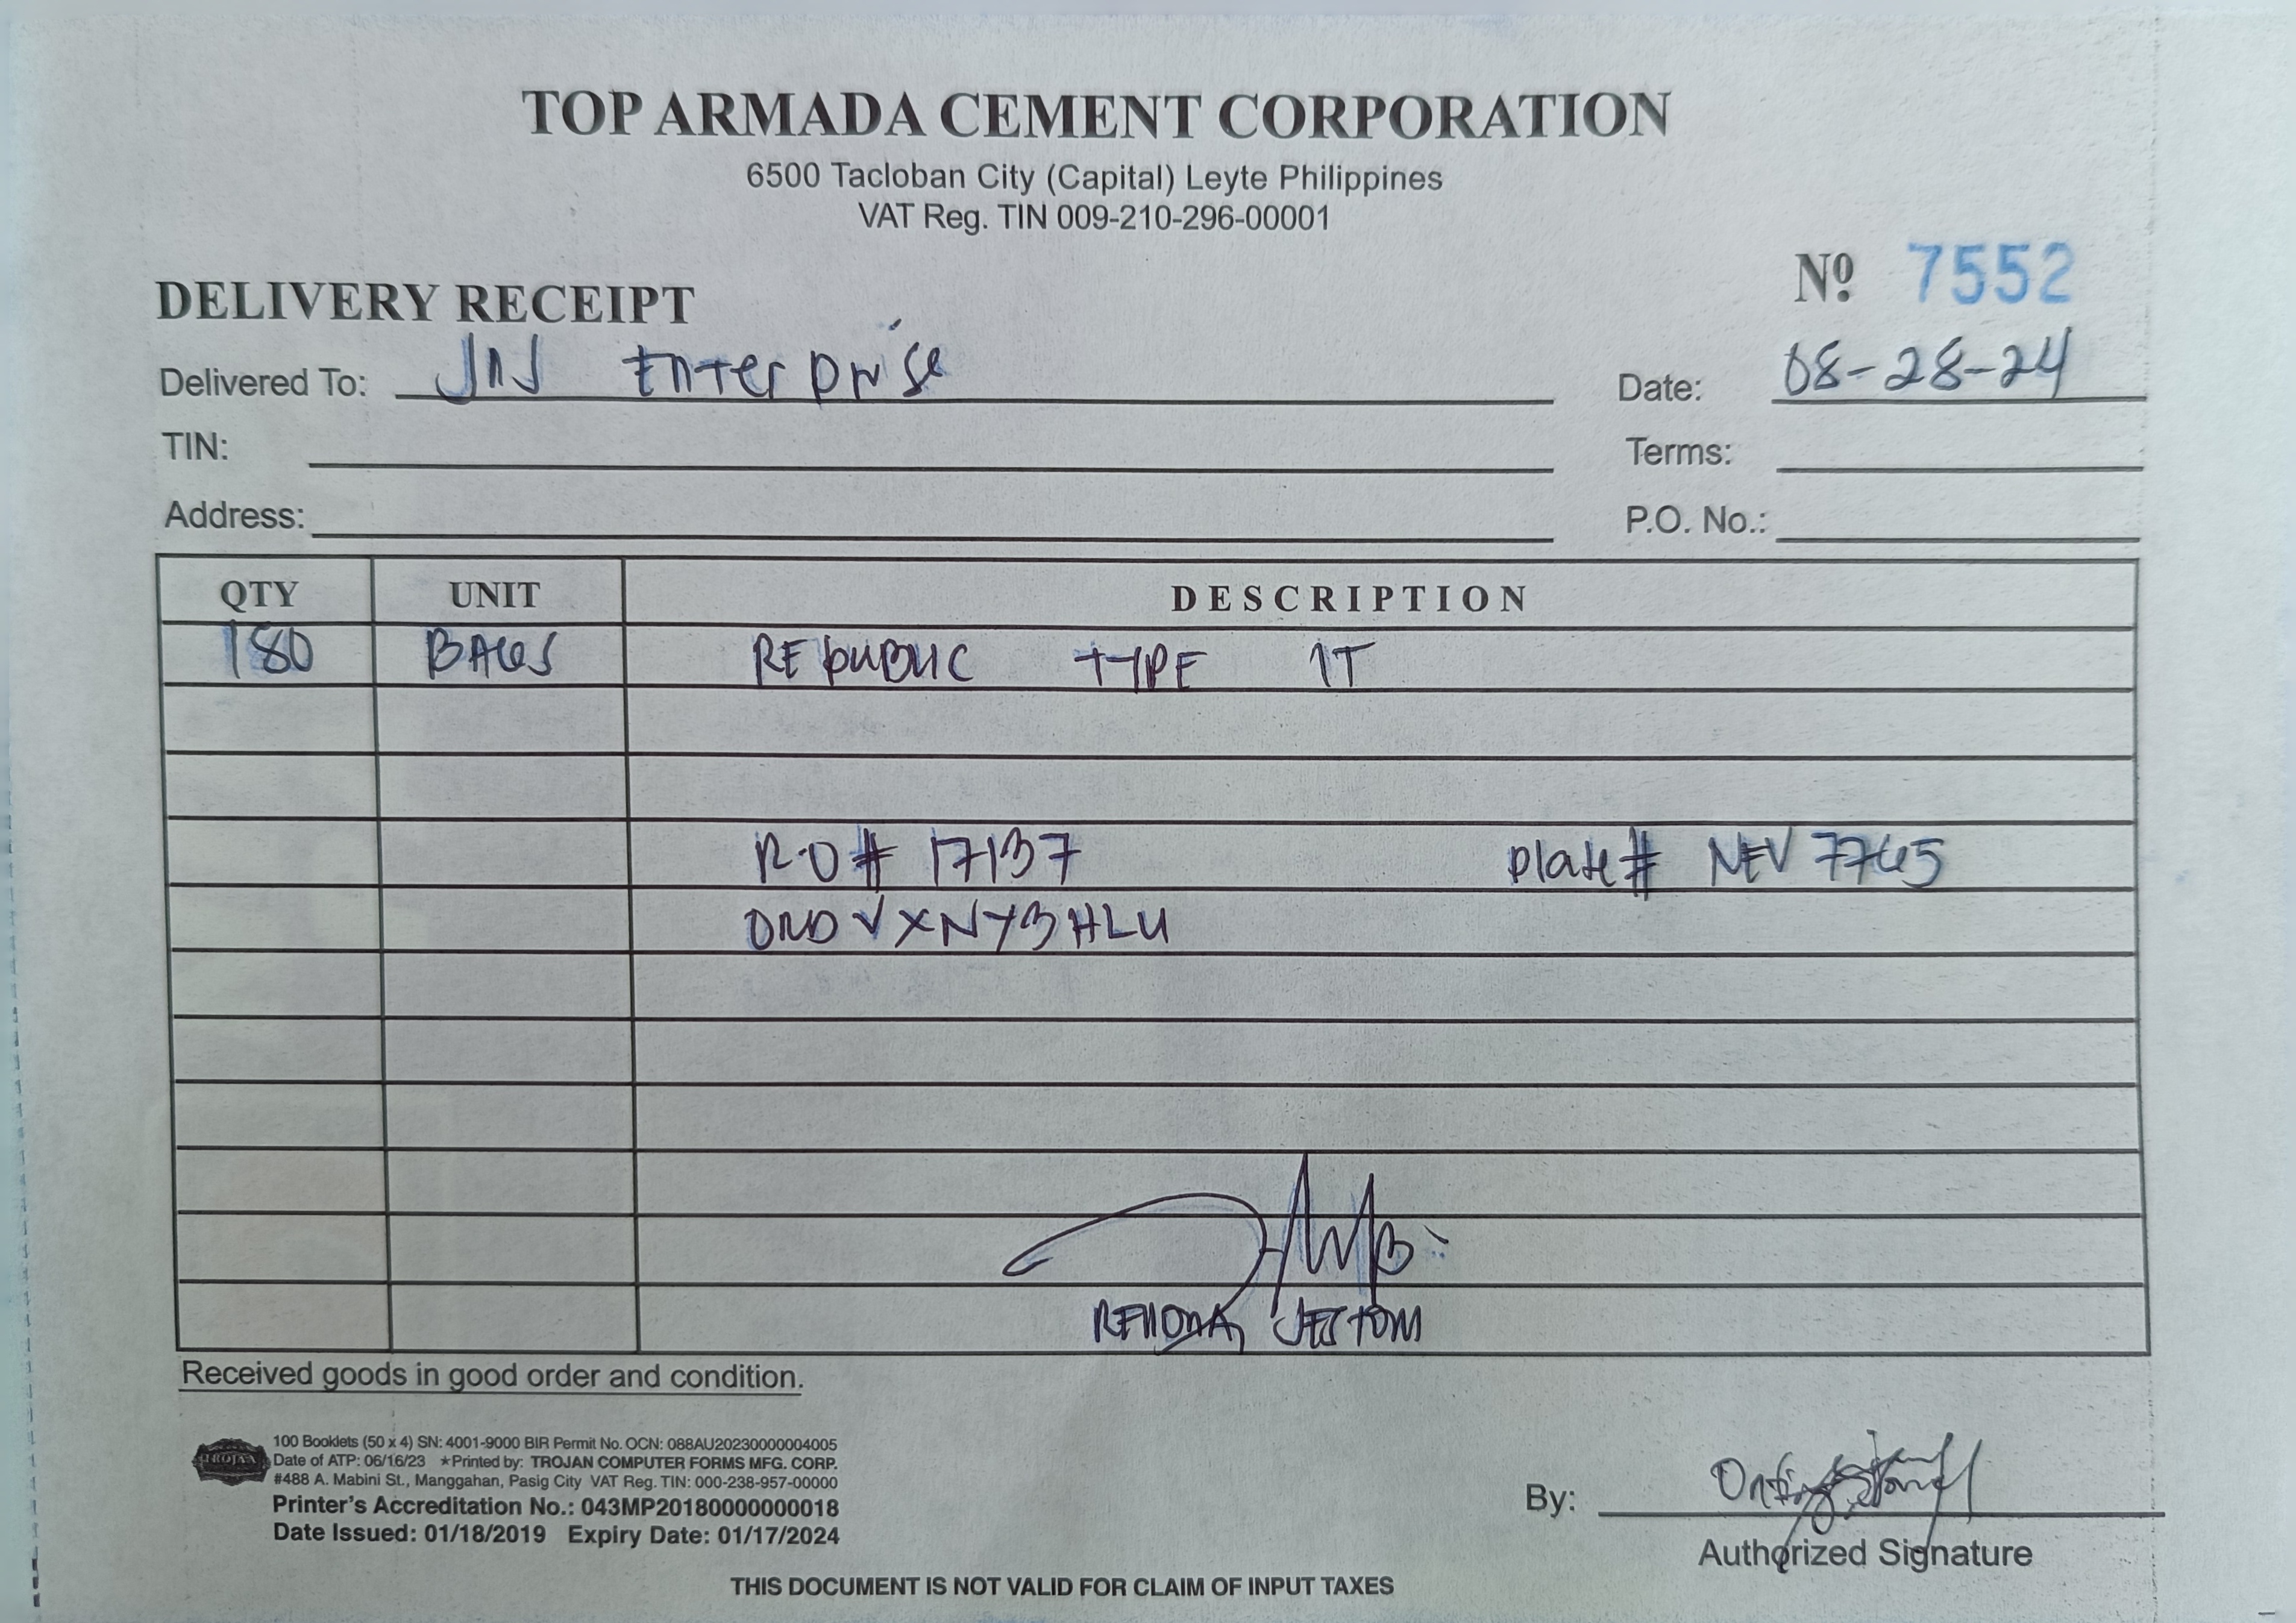 TOP ARMADA CEMENT CORPORATION
6500 Tacloban City (Capital) Leyte Philippines
VAT Reg. TIN 009-210-296-00001
Nº 7552
DELIVERY RECEIPT
Delivered To: JNJ Enterprise Date: 08-28-24
TIN: Terms:
Address: P.O. No.:
QTY UNIT DESCRIPTION
180 BAGS REPUBLIC TYPE 1T
R.O # 17137 Plate # NEV 7765
ORDVXNYBHLU
JESTOM
Received goods in good order and condition.
TROJAN
100 Booklets (50 x 4) SN: 4001-9000 BIR Permit No. OCN: 088AU20230000004005
Date of ATP: 06/16/23 ★Printed by: TROJAN COMPUTER FORMS MFG. CORP.
#488 A. Mabini St., Manggahan, Pasig City VAT Reg. TIN: 000-238-957-00000
Printer's Accreditation No.: 043MP20180000000018
Date Issued: 01/18/2019 Expiry Date: 01/17/2024
By:
Authorized Signature
THIS DOCUMENT IS NOT VALID FOR CLAIM OF INPUT TAXES